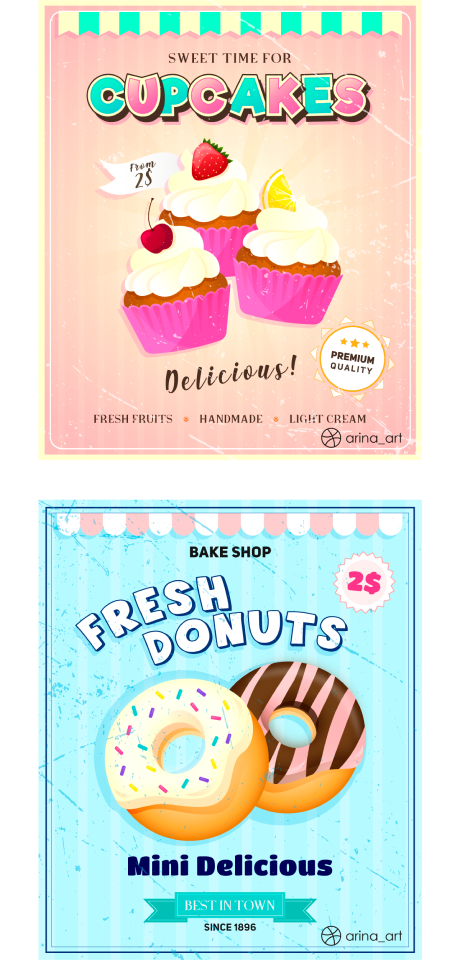 SWEET TIME FOR
CUPCAKES
From
2$
Delicious!
PREMIUM
QUALITY
FRESH FRUITS HANDMADE LIGHT CREAM
arina_art
BAKE SHOP
2$
FRESH
DONUTS
Mini Delicious
BEST IN TOWN
SINCE 1896
arina_art